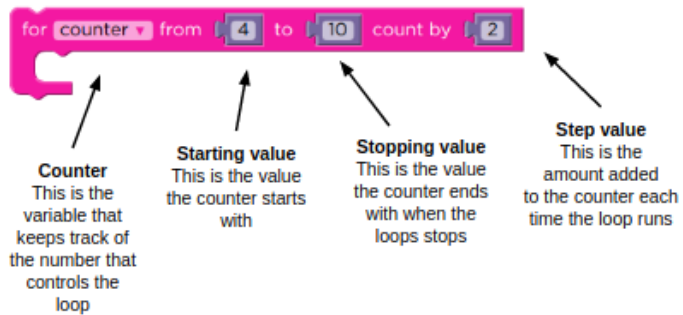 for counter from 4 to 10 count by 2
Counter
This is the
variable that
keeps track of
the number that
controls the
loop
Starting value
This is the value
the counter starts
with
Stopping value
This is the value
the counter ends
with when the
loops stops
Step value
This is the
amount added
to the counter each
time the loop runs